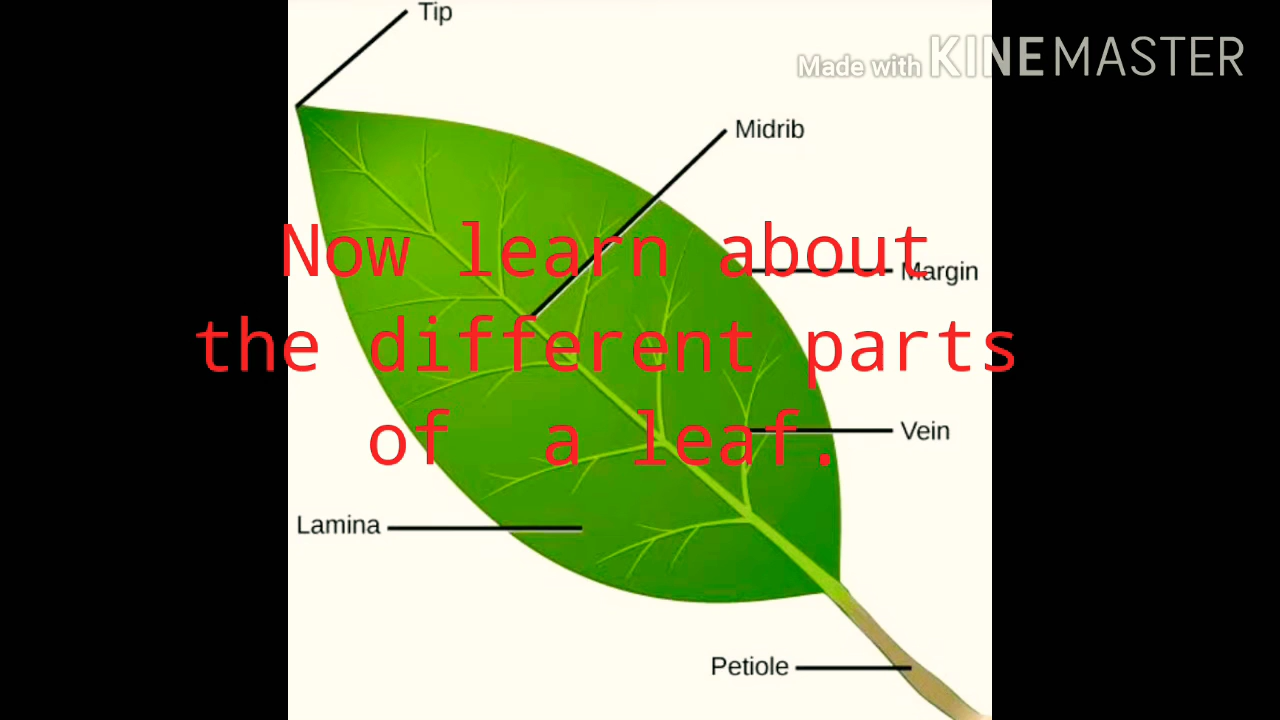 Tip
Made with KINEMASTER
Midrib
Now learn about
Margin
the different parts
of a leaf.
Vein
Lamina
Petiole